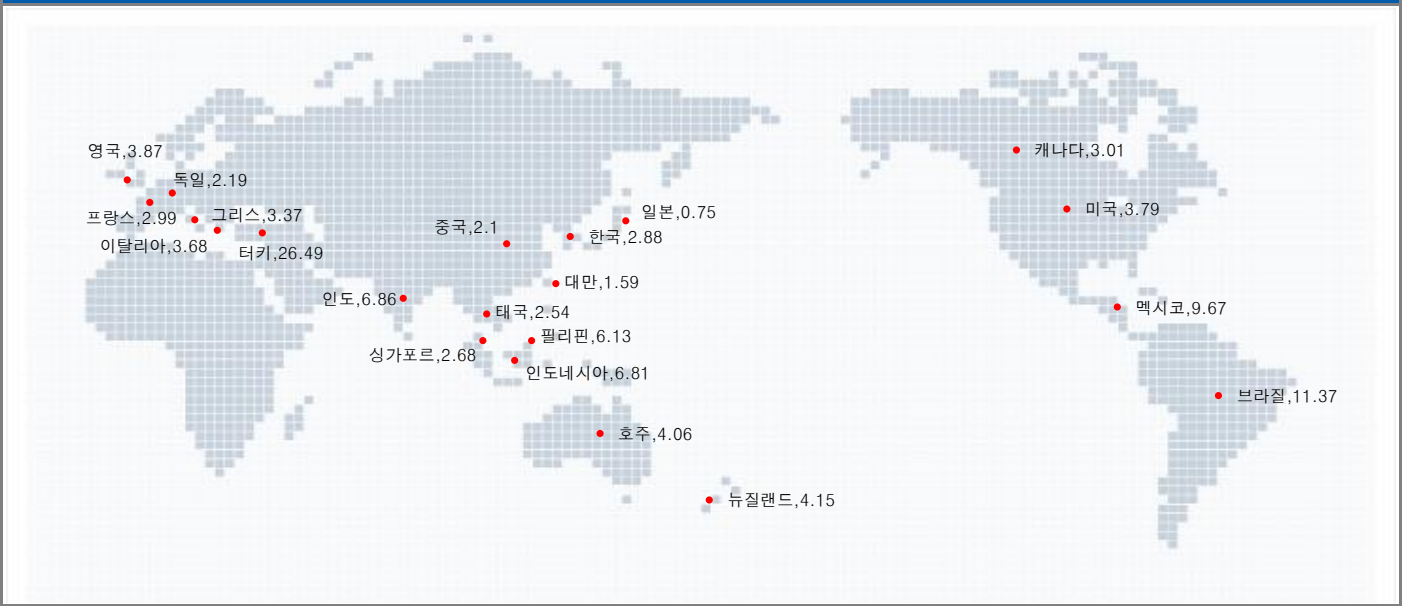 영국,3.87
캐나다,3.01
독일,2.19
미국,3.79
일본,0.75
그리스,3.37
프랑스,2.99
중국,2.1
한국,2.88
이탈리아,3.68
터키,26.49
대만,1.59
인도,6.86
멕시코,9.67
태국,2.54
필리핀,6.13
싱가포르,2.68
인도네시아,6.81
브라질,11.37
호주,4.06
뉴질랜드,4.15